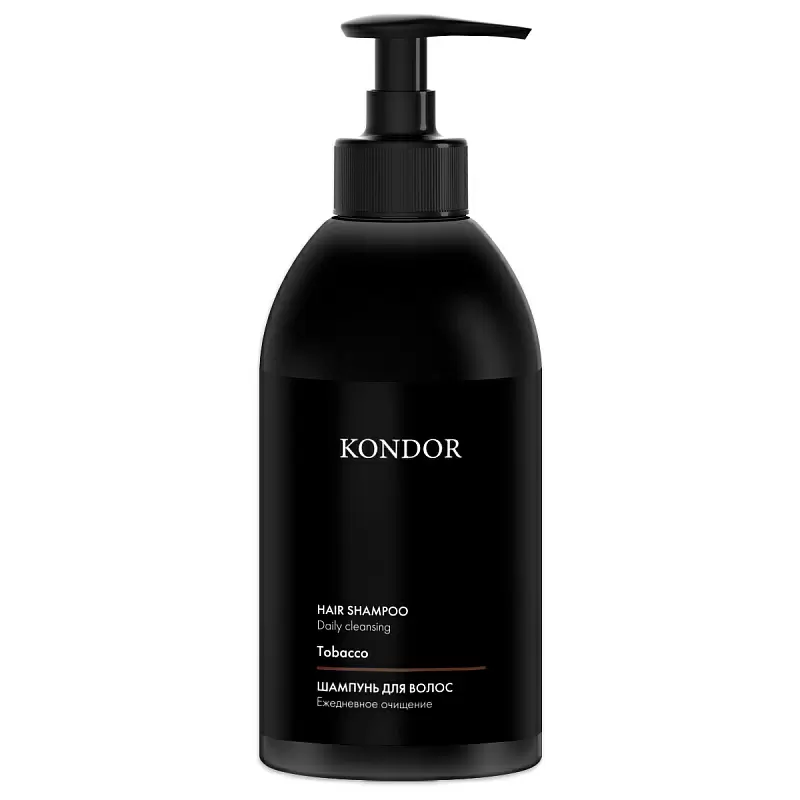 KONDOR
HAIR SHAMPOO
Daily cleansing
Tobacco
ШАМПУНЬ ДЛЯ ВОЛОС
Ежедневное очищение